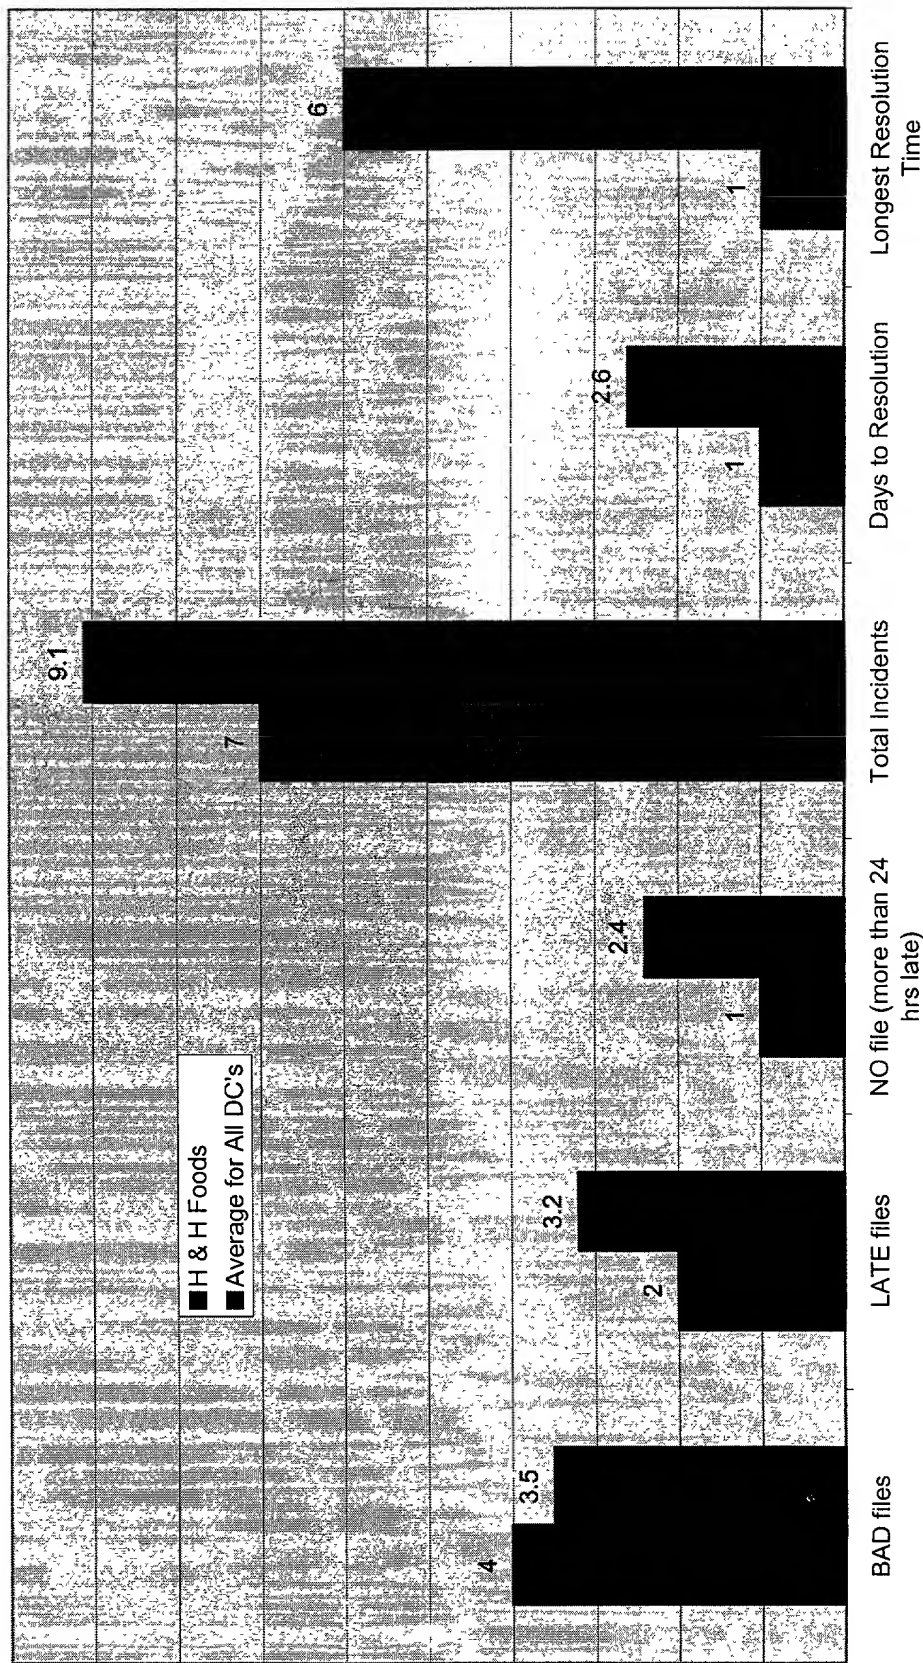 H & H Foods
Average for All DC's
4
3.5
2
3.2
1
2.4
7
9.1
1
2.6
1
6
BAD files
LATE files
NO file (more than 24
hrs late)
Total Incidents
Days to Resolution
Longest Resolution
Time